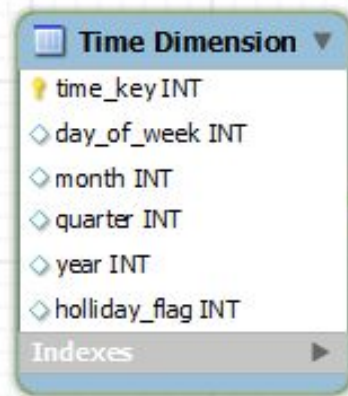 Time Dimension
time_key INT
day_of_week INT
month INT
quarter INT
year INT
holliday_flag INT
Indexes